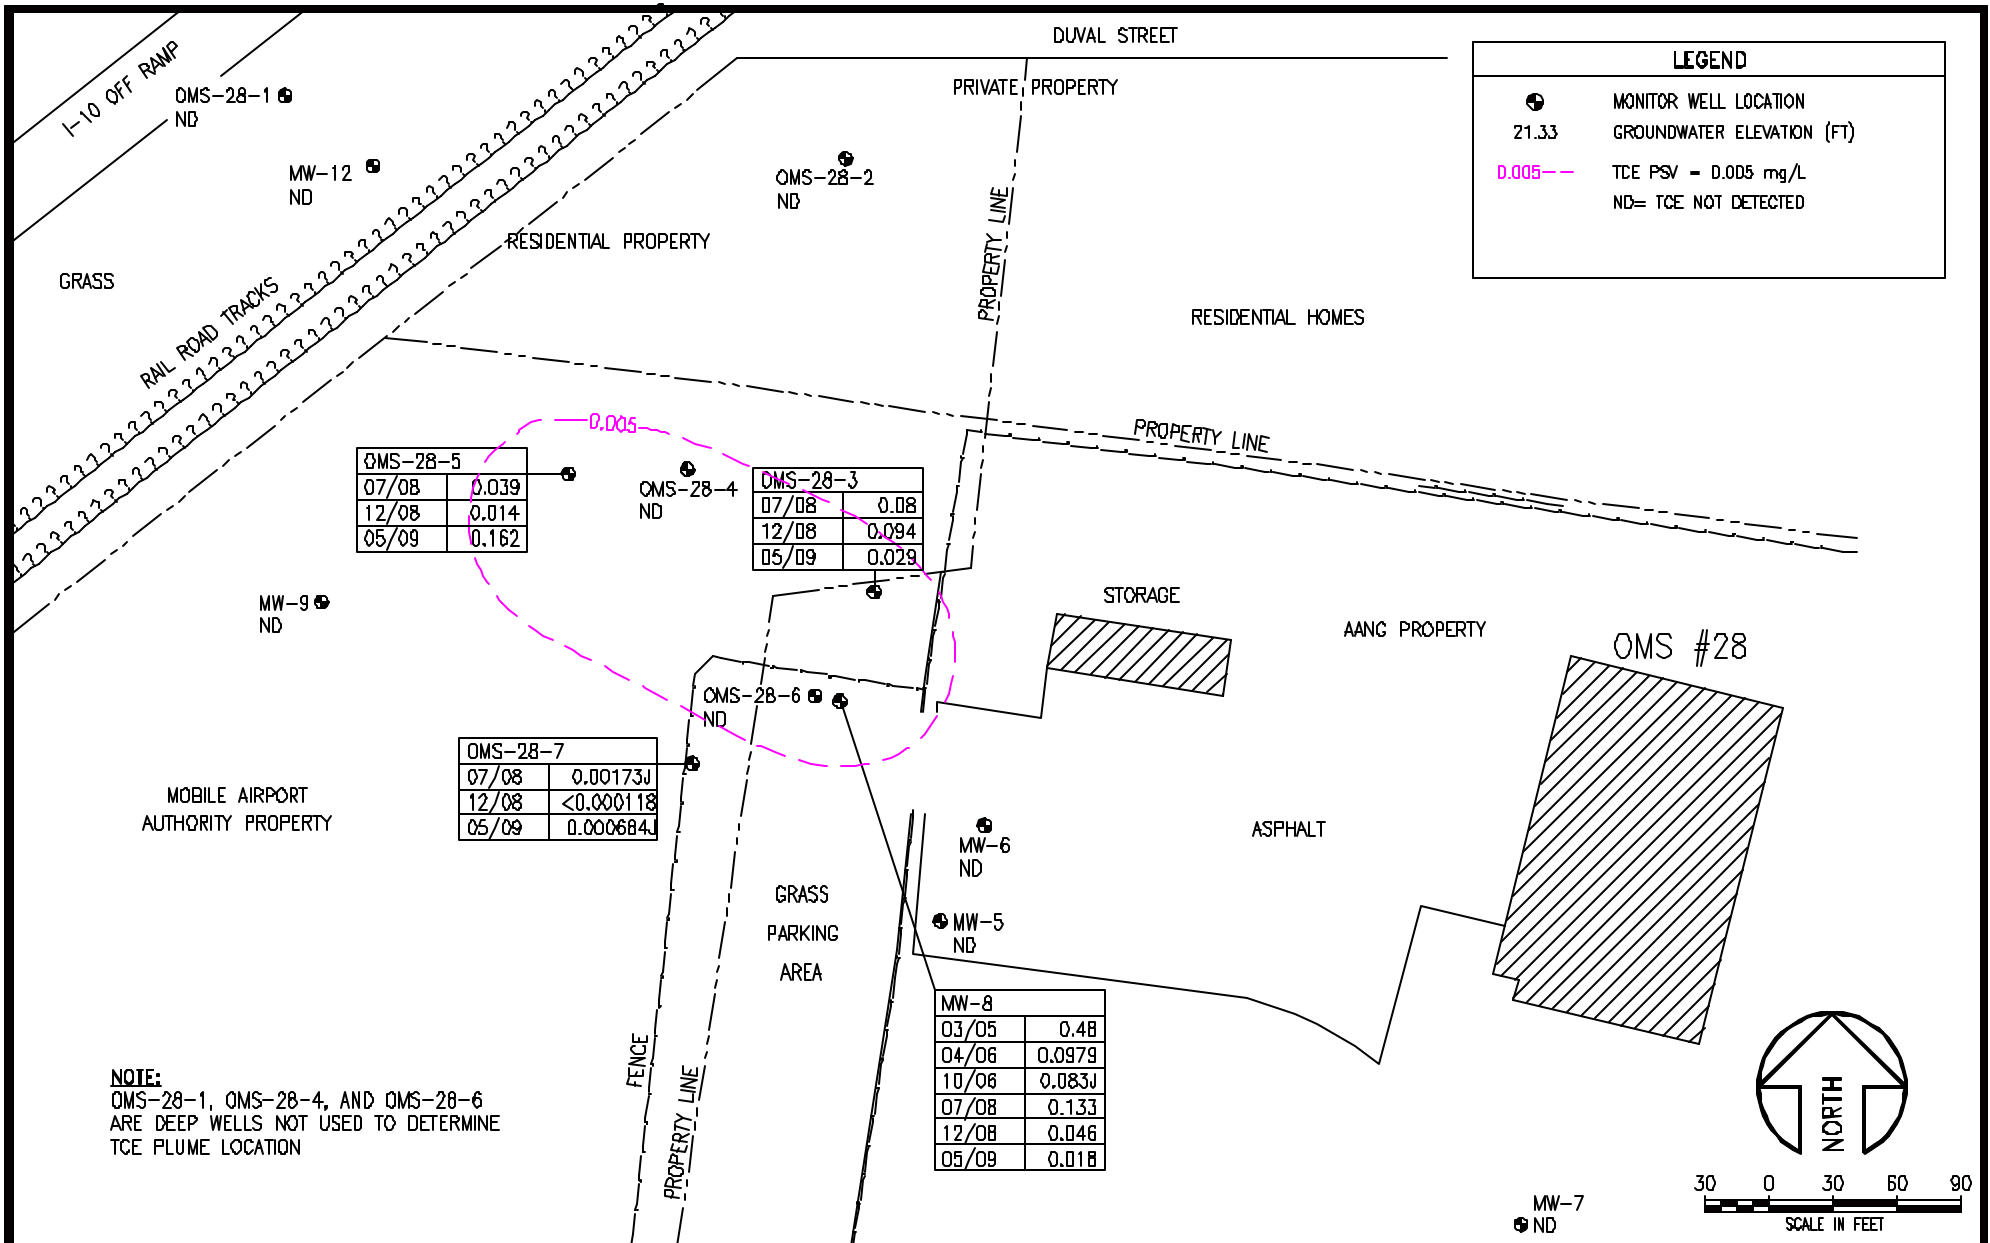 DUVAL STREET
I-10 OFF RAMP
PRIVATE PROPERTY
LEGEND
MONITOR WELL LOCATION
21.33 GROUNDWATER ELEVATION (FT)
0.005-- TCE PSV = 0.005 mg/L
ND= TCE NOT DETECTED
OMS-28-1
ND
MW-12
ND
OMS-28-2
ND
RESIDENTIAL PROPERTY
PROPERTY LINE
GRASS
RAIL ROAD TRACKS
RESIDENTIAL HOMES
0.005
PROPERTY LINE
OMS-28-5
07/08 0.039
12/08 0.014
05/09 0.162
OMS-28-4
ND
OMS-28-3
07/08 0.08
12/08 0.094
05/09 0.029
MW-9
ND
STORAGE
AANG PROPERTY
OMS #28
OMS-28-6
ND
OMS-28-7
07/08 0.00173J
12/08 <0.000118
05/09 0.000684J
MOBILE AIRPORT
AUTHORITY PROPERTY
MW-6
ND
ASPHALT
GRASS
PARKING
AREA
MW-5
ND
MW-8
03/05 0.48
04/06 0.0979
10/06 0.083J
07/08 0.133
12/08 0.046
05/09 0.018
FENCE
PROPERTY LINE
NOTE:
OMS-28-1, OMS-28-4, AND OMS-28-6
ARE DEEP WELLS NOT USED TO DETERMINE
TCE PLUME LOCATION
NORTH
30 0 30 60 90
SCALE IN FEET
MW-7
ND